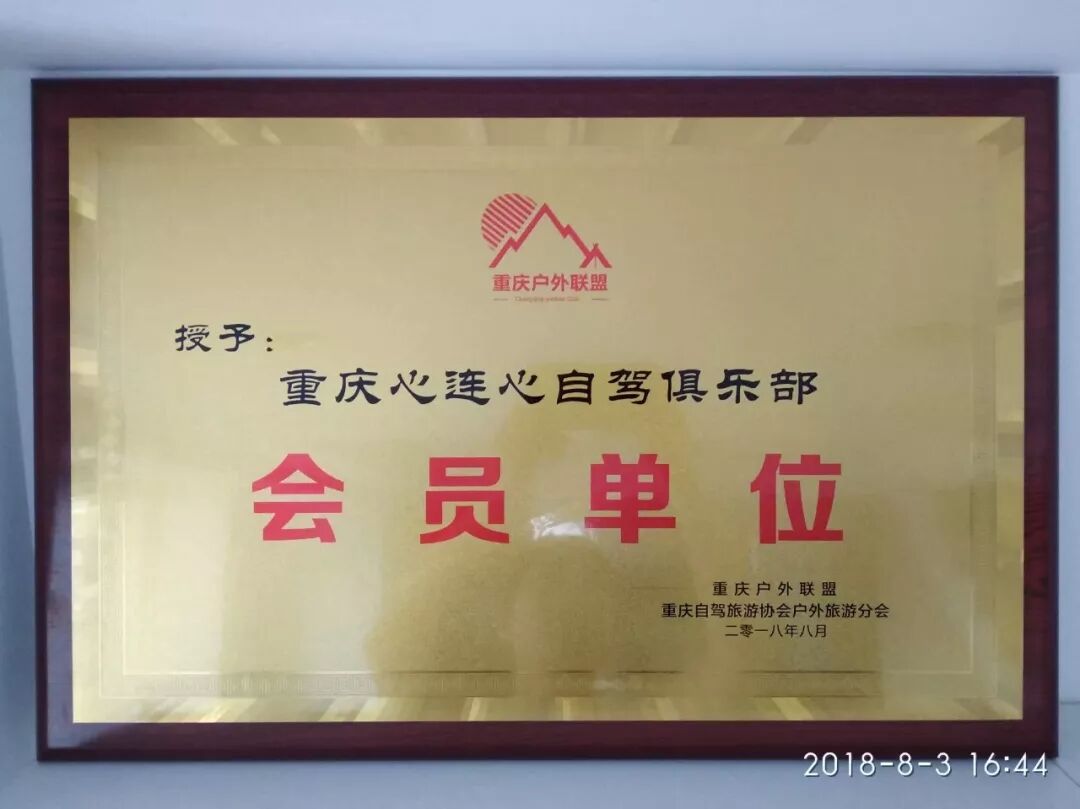 重庆户外联盟
授予：
重庆心连心自驾俱乐部
会员单位
重庆户外联盟
重庆自驾旅游协会户外旅游分会
二零一八年八月
2018-8-3 16:44